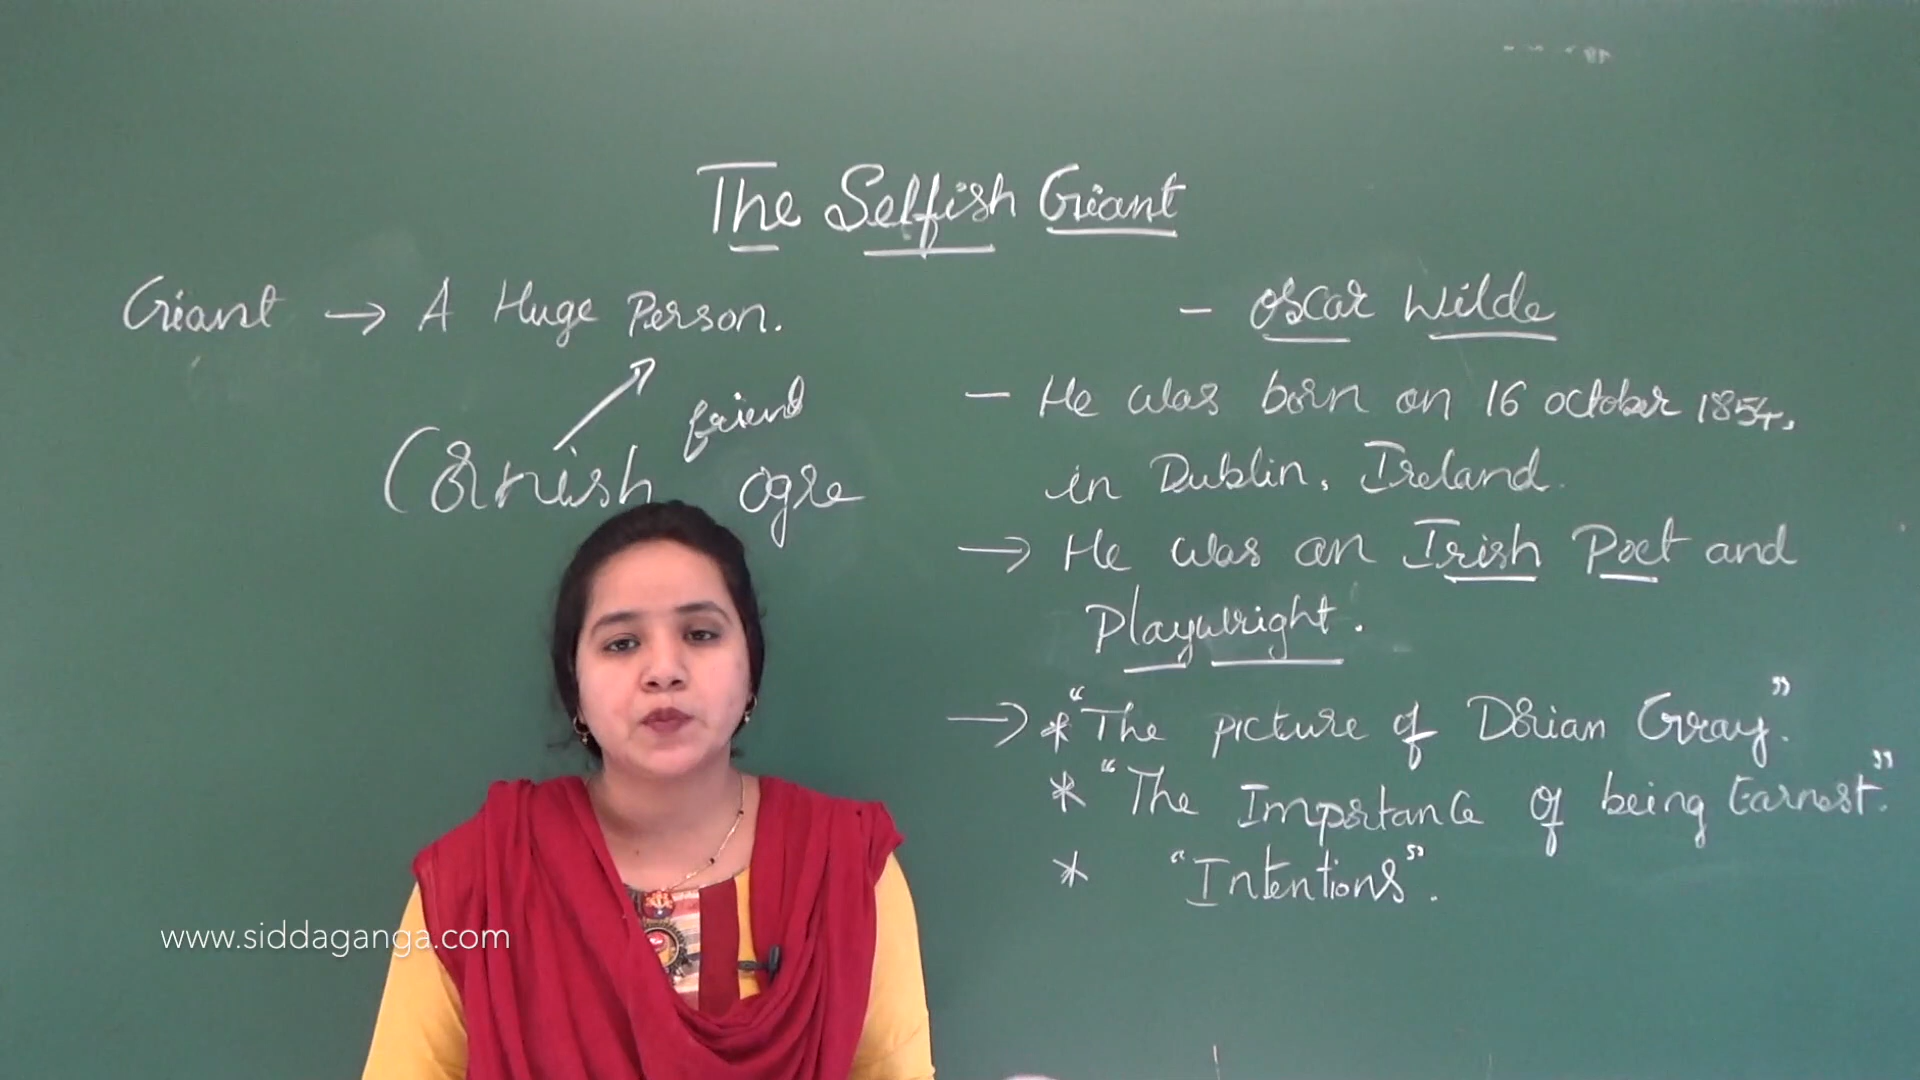 The Selfish Giant
Giant → A Huge Person.
friend
Cornish ogre
- Oscar Wilde
- He was born on 16 october 1854,
in Dublin, Ireland.
→ He was an Irish Poet and
Playwright.
→ * "The picture of Dorian Gray".
* "The Importance of being Earnest."
* "Intentions".
www.siddaganga.com